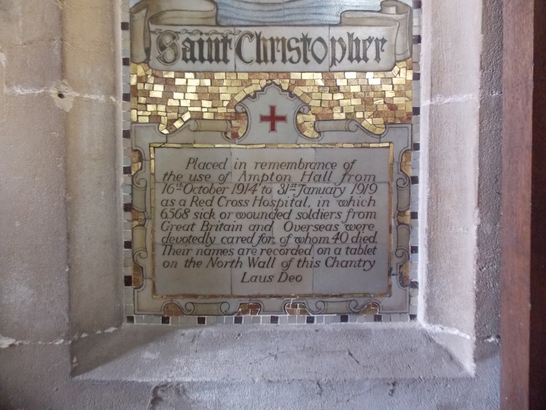 Saint Christopher
Placed in remembrance of
the use of Ampton Hall from
16th October 1914 to 31st January 1919
as a Red Cross Hospital, in which
6568 sick or wounded soldiers from
Great Britain and Overseas were
devotedly cared for, of whom 40 died.
Their names are recorded on a tablet
on the North Wall of this Chantry
Laus Deo